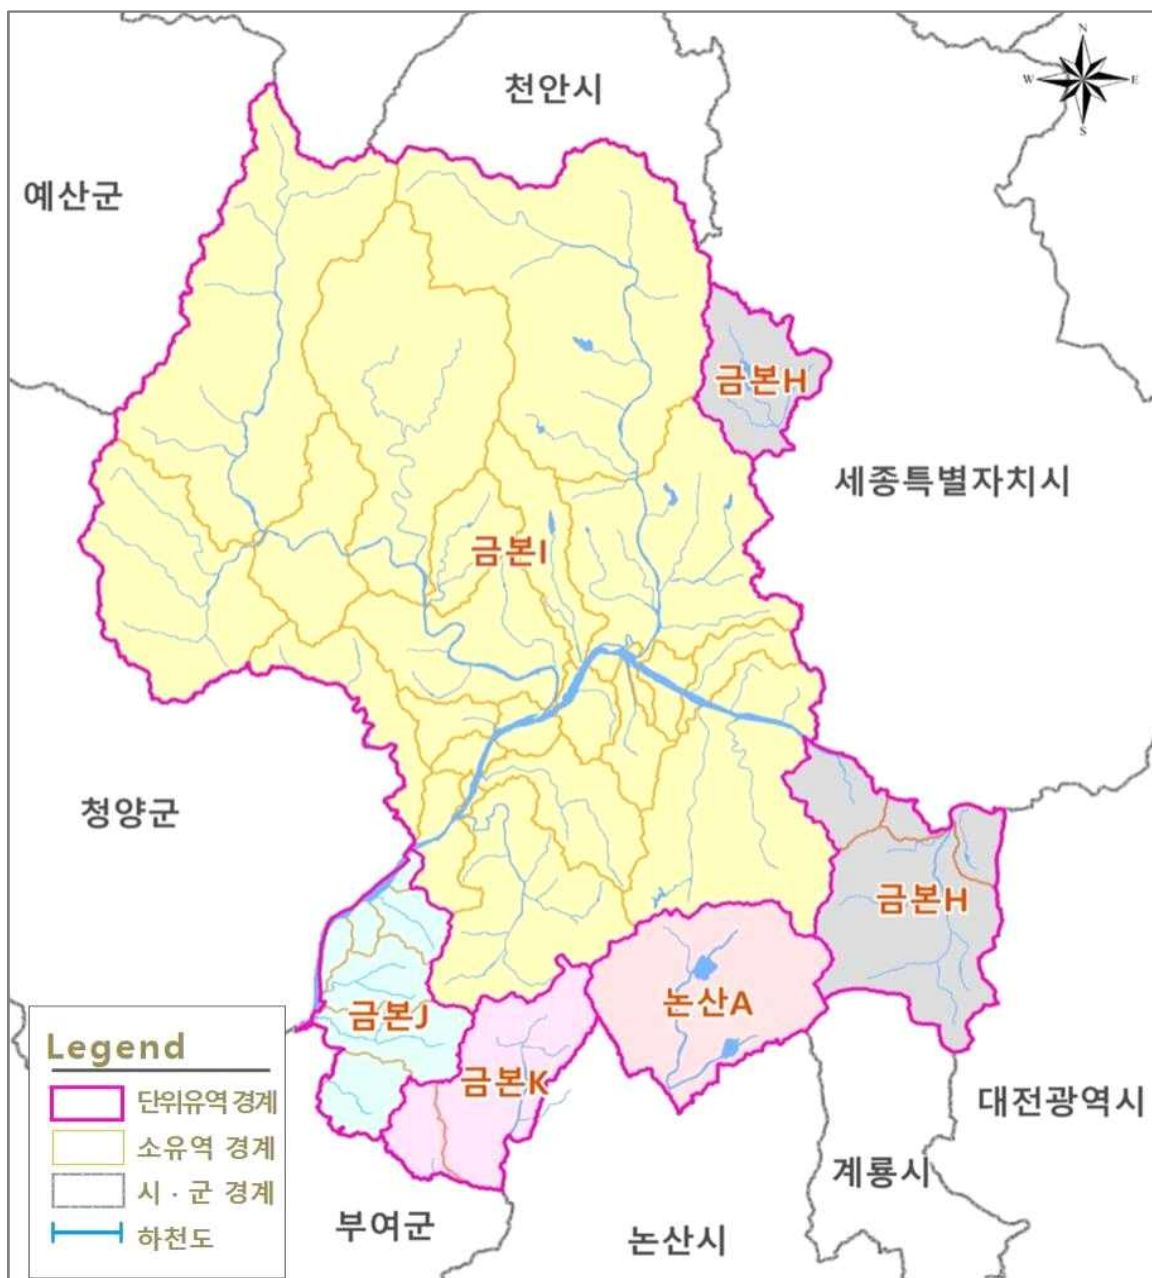 N
W E
S
천안시
예산군
금본H
세종특별자치시
금본I
청양군
금본H
논산A
금본J
금본K
대전광역시
계룡시
부여군
논산시
Legend
단위유역 경계
소유역 경계
시 · 군 경계
하천도